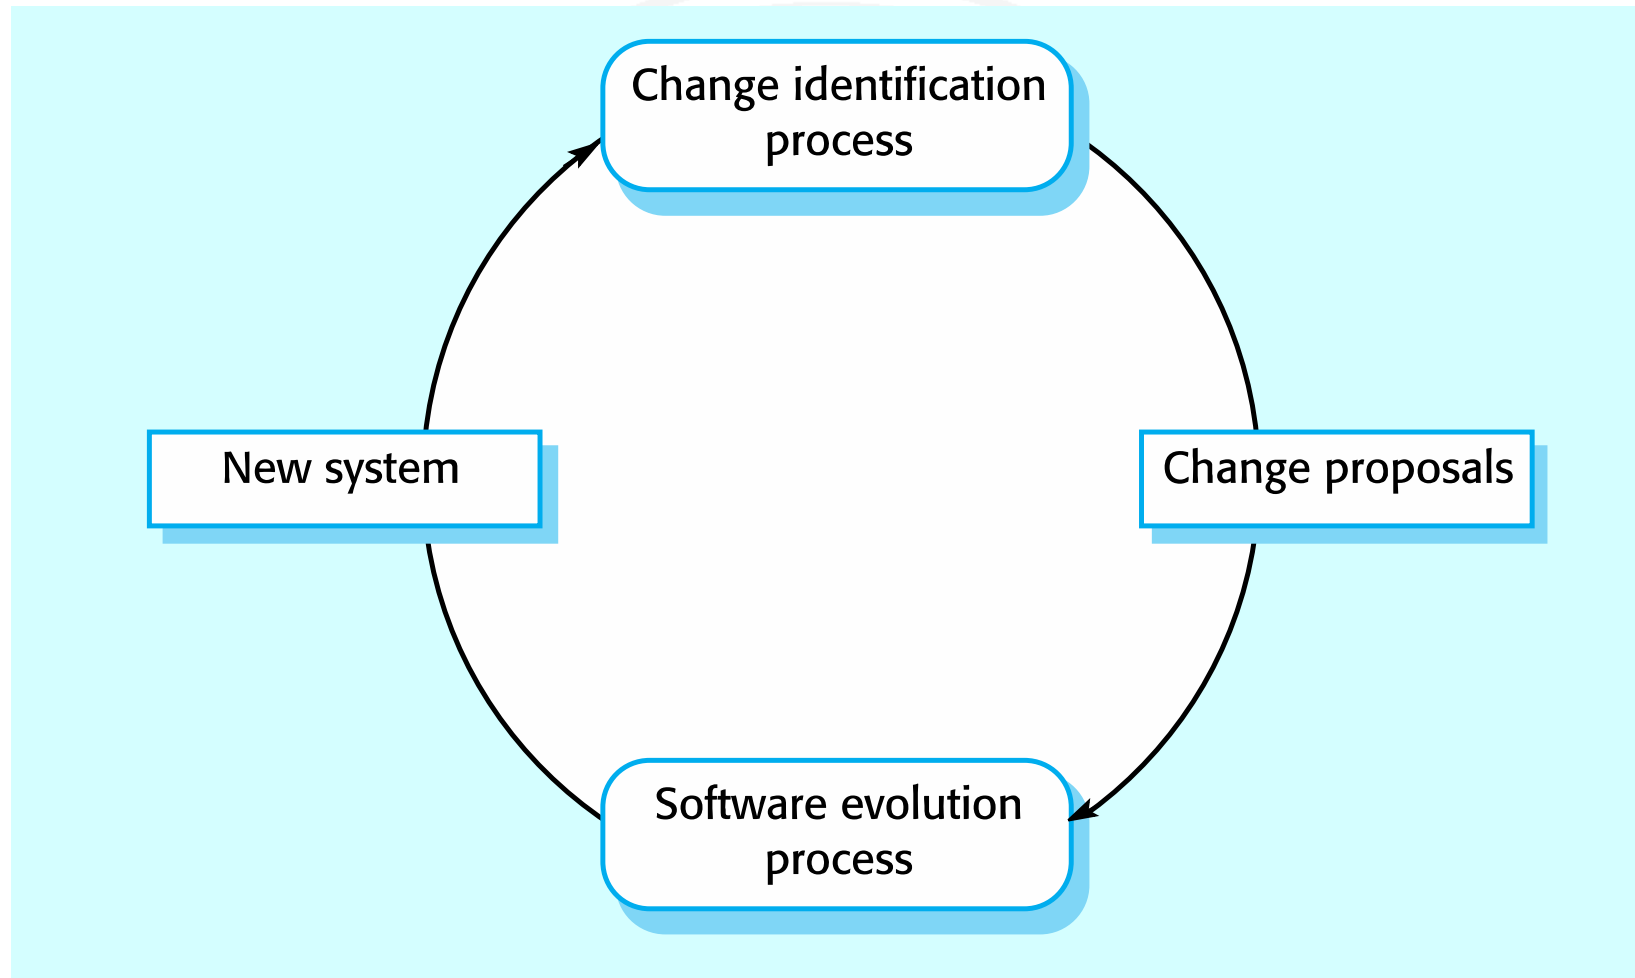 Change identification
process
New system
Change proposals
Software evolution
process